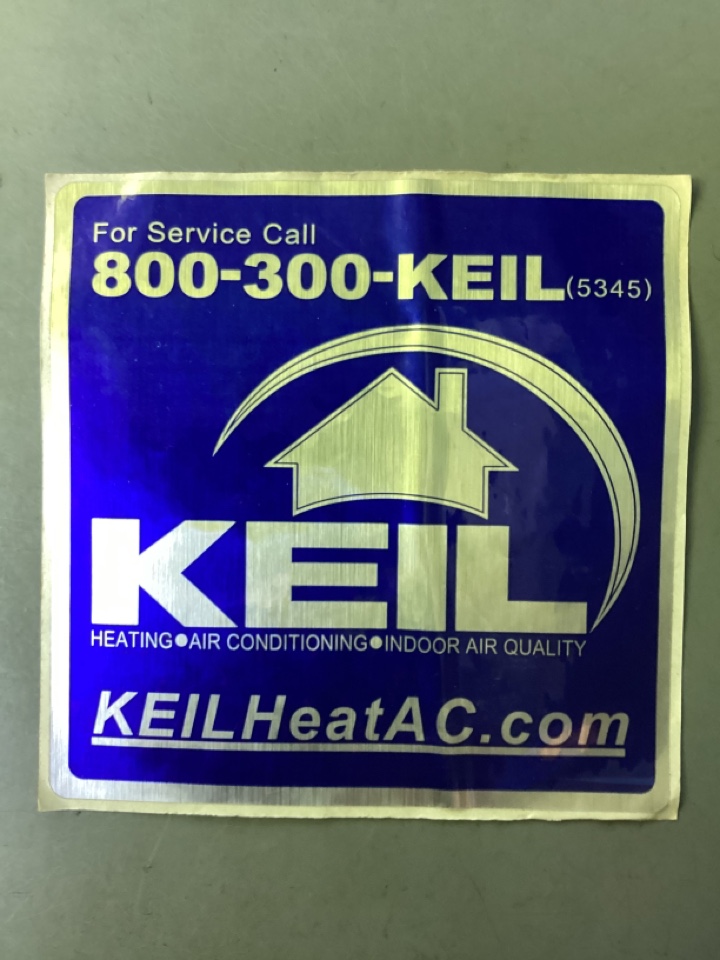 For Service Call
800-300-KEIL(5345)
KEIL
HEATING●AIR CONDITIONING●INDOOR AIR QUALITY
KEILHeatAC.com